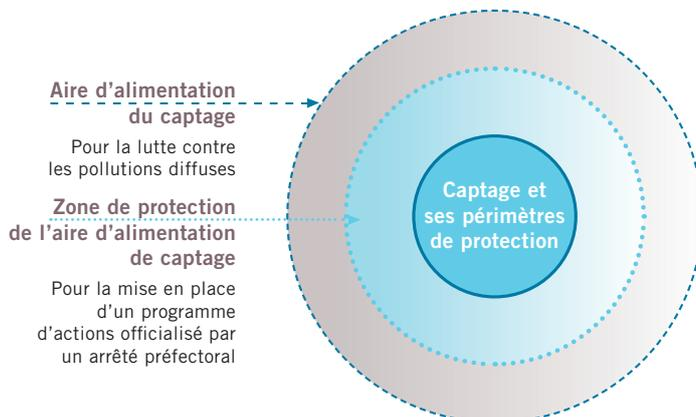 Aire d’alimentation
du captage
Pour la lutte contre
les pollutions diffuses
Zone de protection
de l’aire d’alimentation
de captage
Pour la mise en place
d’un programme
d’actions officialisé par
un arrêté préfectoral
Captage et
ses périmètres
de protection